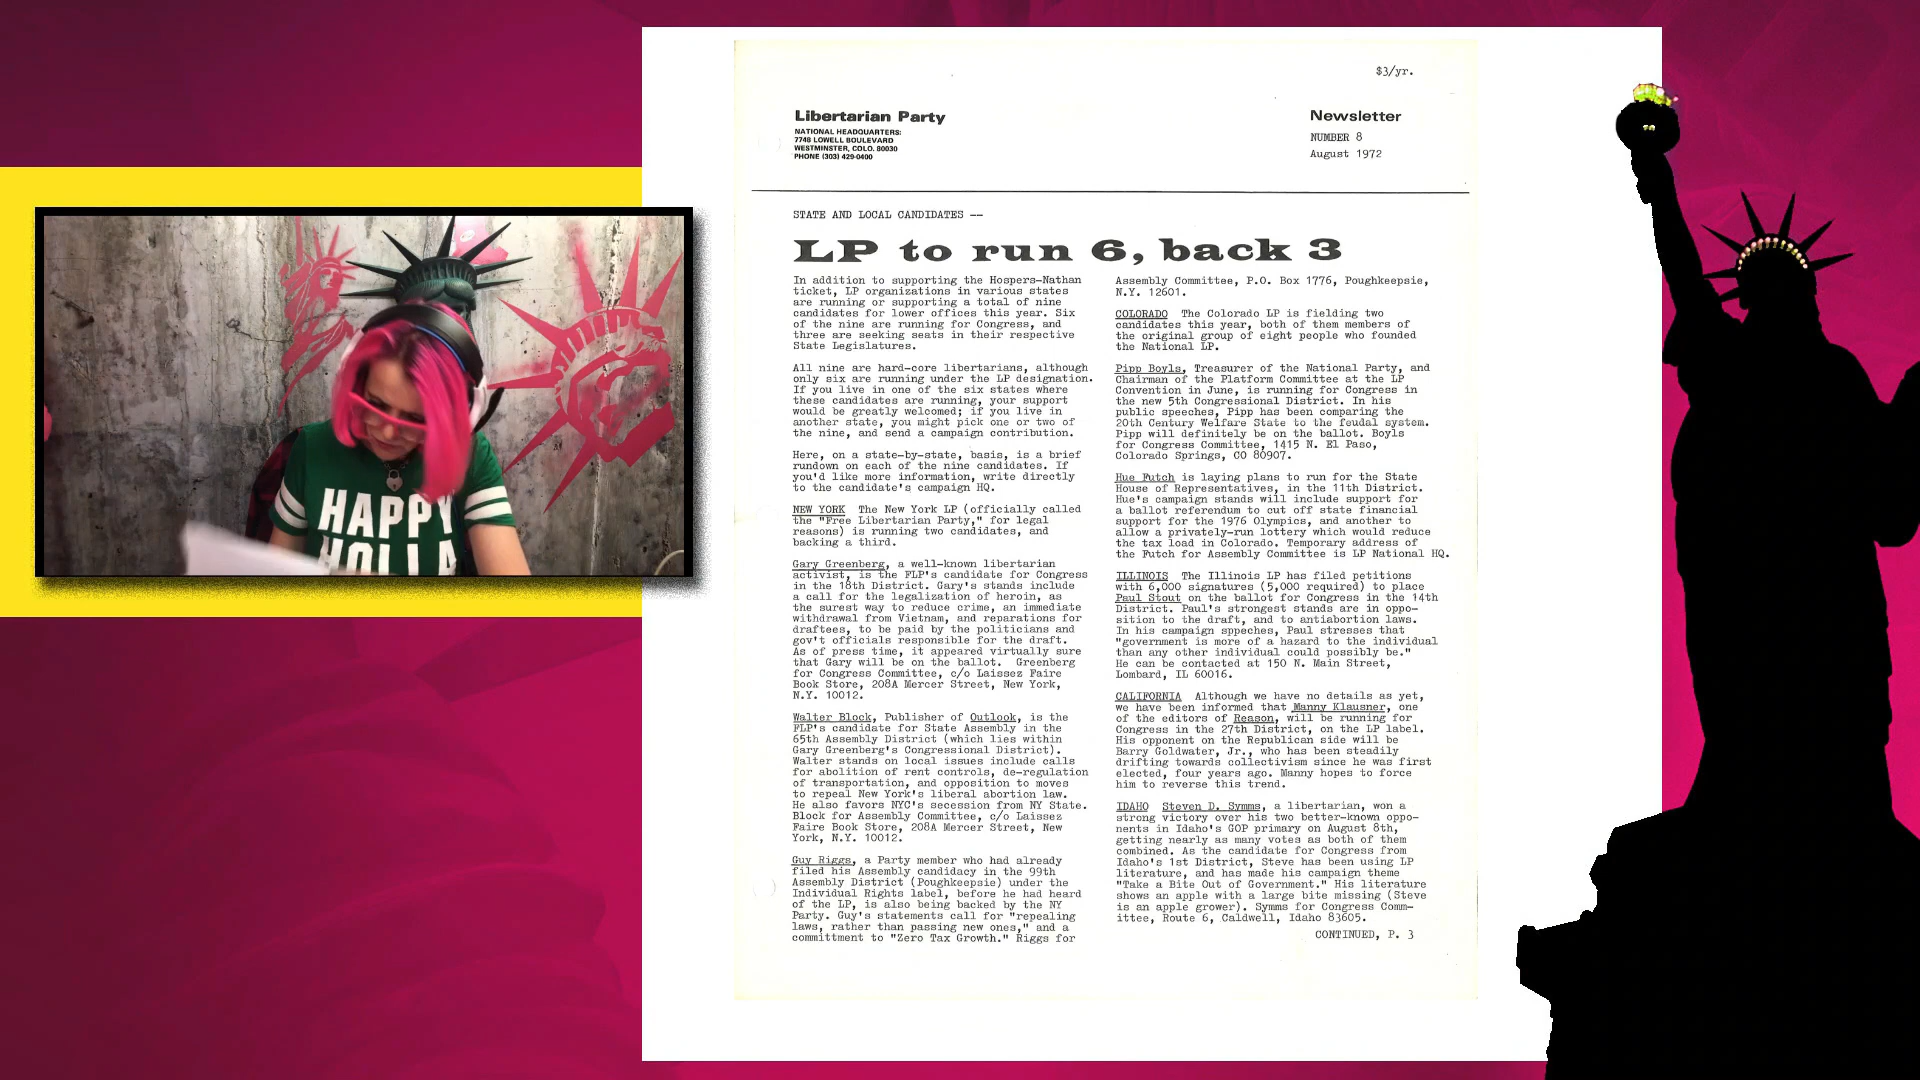 HAPPY
HOLLA
$3/yr.
Libertarian Party
NATIONAL HEADQUARTERS:
7748 LOWELL BOULEVARD
WESTMINSTER, COLO. 80030
PHONE (303) 429-0400
Newsletter
NUMBER 8
August 1972
STATE AND LOCAL CANDIDATES --
LP to run 6, back 3
In addition to supporting the Hospers-Nathan
ticket, LP organizations in various states
are running or supporting a total of nine
candidates for lower offices this year. Six
of the nine are running for Congress, and
three are seeking seats in their respective
State Legislatures.
All nine are hard-core libertarians, although
only six are running under the LP designation.
If you live in one of the six states where
these candidates are running, your support
would be greatly welcomed; if you live in
another state, you might pick one or two of
the nine, and send a campaign contribution.
Here, on a state-by-state, basis, is a brief
rundown on each of the nine candidates. If
you'd like more information, write directly
to the candidate's campaign HQ.
NEW YORK The New York LP (officially called
the "Free Libertarian Party," for legal
reasons) is running two candidates, and
backing a third.
Gary Greenberg, a well-known libertarian
activist, is the FLP's candidate for Congress
in the 18th District. Gary's stands include
a call for the legalization of heroin, as
the surest way to reduce crime, an immediate
withdrawal from Vietnam, and reparations for
draftees, to be paid by the politicians and
gov't officials responsible for the draft.
As of press time, it appeared virtually sure
that Gary will be on the ballot. Greenberg
for Congress Committee, c/o Laissez Faire
Book Store, 208A Mercer Street, New York,
N.Y. 10012.
Walter Block, Publisher of Outlook, is the
FLP's candidate for State Assembly in the
65th Assembly District (which lies within
Gary Greenberg's Congressional District).
Walter stands on local issues include calls
for abolition of rent controls, de-regulation
of transportation, and opposition to moves
to repeal New York's liberal abortion law.
He also favors NYC's secession from NY State.
Block for Assembly Committee, c/o Laissez
Faire Book Store, 208A Mercer Street, New
York, N.Y. 10012.
Guy Riggs, a Party member who had already
filed his Assembly candidacy in the 99th
Assembly District (Poughkeepsie) under the
Individual Rights label, before he had heard
of the LP, is also being backed by the NY
Party. Guy's statements call for "repealing
laws, rather than passing new ones," and a
committment to "Zero Tax Growth." Riggs for
Assembly Committee, P.O. Box 1776, Poughkeepsie,
N.Y. 12601.
COLORADO The Colorado LP is fielding two
candidates this year, both of them members of
the original group of eight people who founded
the National LP.
Pipp Boyls, Treasurer of the National Party, and
Chairman of the Platform Committee at the LP
Convention in June, is running for Congress in
the new 5th Congressional District. In his
public speeches, Pipp has been comparing the
20th Century Welfare State to the feudal system.
Pipp will definitely be on the ballot. Boyls
for Congress Committee, 1415 N. El Paso,
Colorado Springs, CO 80907.
Hue Futch is laying plans to run for the State
House of Representatives, in the 11th District.
Hue's campaign stands will include support for
a ballot referendum to cut off state financial
support for the 1976 Olympics, and another to
allow a privately-run lottery which would reduce
the tax load in Colorado. Temporary address of
the Futch for Assembly Committee is LP National HQ.
ILLINOIS The Illinois LP has filed petitions
with 6,000 signatures (5,000 required) to place
Paul Stout on the ballot for Congress in the 14th
District. Paul's strongest stands are in oppo-
sition to the draft, and to antiabortion laws.
In his campaign sppeches, Paul stresses that
"government is more of a hazard to the individual
than any other individual could possibly be."
He can be contacted at 150 N. Main Street,
Lombard, IL 60016.
CALIFORNIA Although we have no details as yet,
we have been informed that Manny Klausner, one
of the editors of Reason, will be running for
Congress in the 27th District, on the LP label.
His opponent on the Republican side will be
Barry Goldwater, Jr., who has been steadily
drifting towards collectivism since he was first
elected, four years ago. Manny hopes to force
him to reverse this trend.
IDAHO Steven D. Symms, a libertarian, won a
strong victory over his two better-known oppo-
nents in Idaho's GOP primary on August 8th,
getting nearly as many votes as both of them
combined. As the candidate for Congress from
Idaho's 1st District, Steve has been using LP
literature, and has made his campaign theme
"Take a Bite Out of Government." His literature
shows an apple with a large bite missing (Steve
is an apple grower). Symms for Congress Comm-
ittee, Route 6, Caldwell, Idaho 83605.
CONTINUED, P. 3